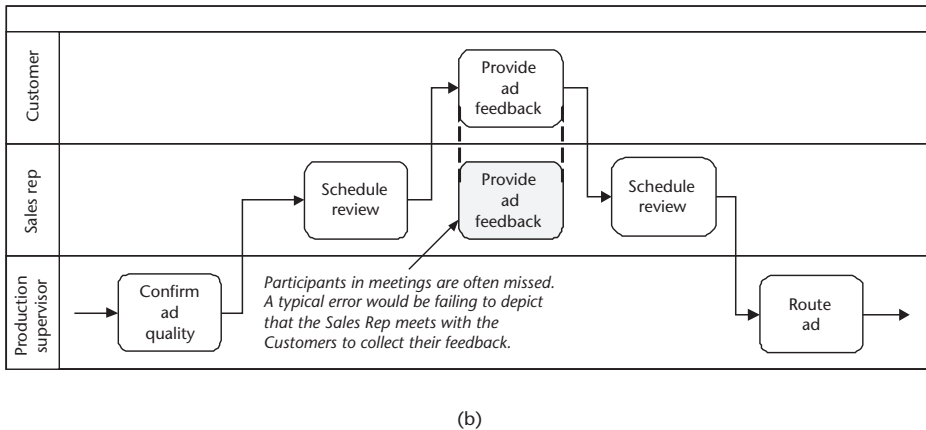 Customer
Provide
ad
feedback
Sales rep
Schedule
review
Provide
ad
feedback
Schedule
review
Production
supervisor
Confirm
ad
quality
Participants in meetings are often missed.
A typical error would be failing to depict
that the Sales Rep meets with the
Customers to collect their feedback.
Route
ad
(b)